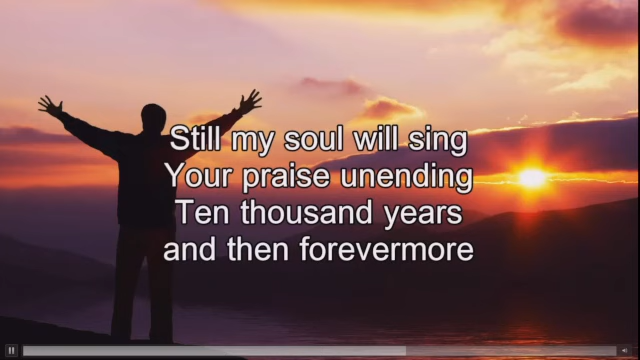 Still my soul will sing
Your praise unending
Ten thousand years
and then forevermore